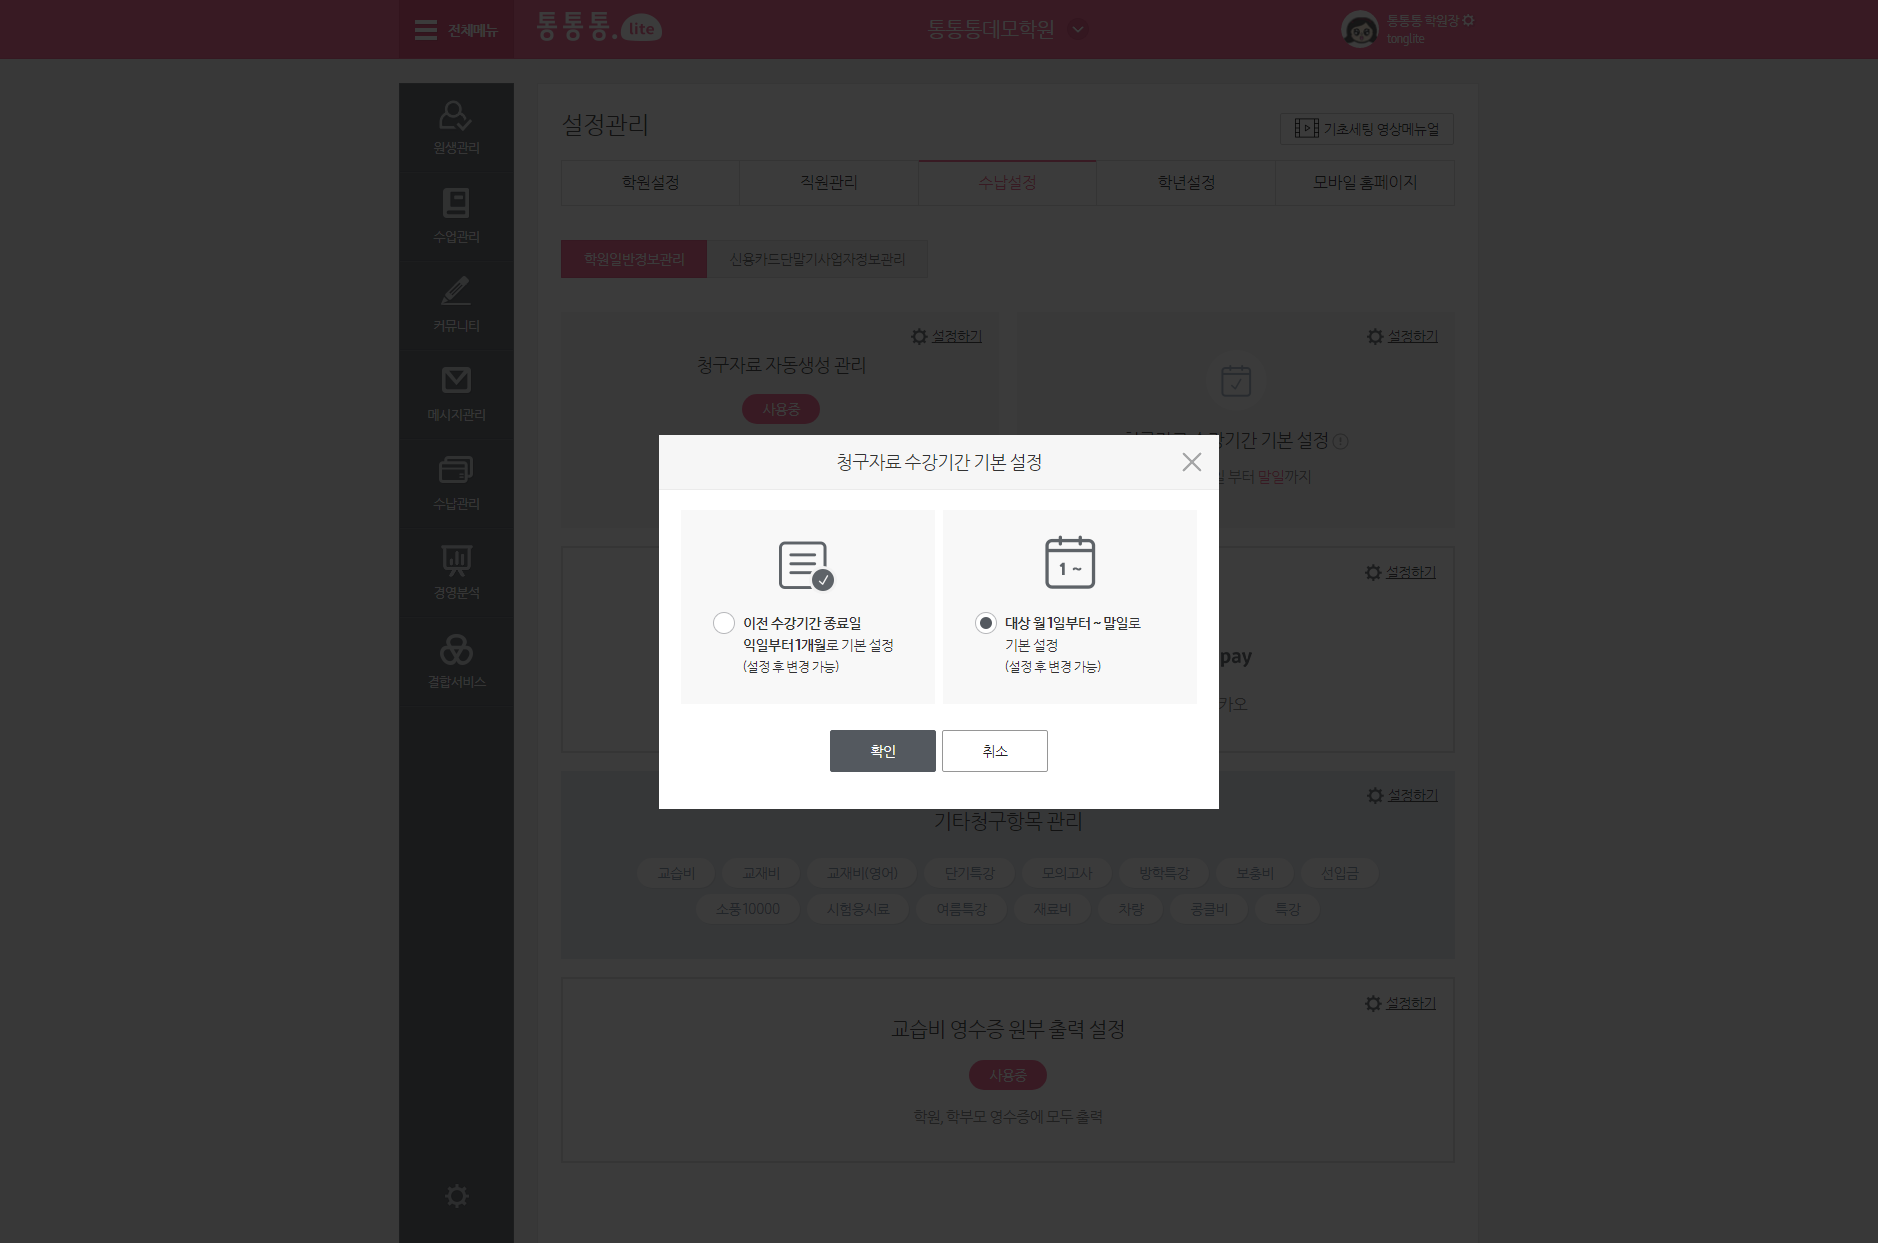 전체메뉴
통통통.lite
통통통데모학원
통통통 학원장
tonglite
원생관리
수업관리
커뮤니티
메시지관리
수납관리
경영분석
결합서비스
설정관리
기초세팅 영상메뉴얼
학원설정
직원관리
수납설정
학년설정
모바일 홈페이지
학원일반정보관리
신용카드단말기사업자정보관리
설정하기
청구자료 자동생성 관리
사용중
설정하기
기본 설정
부터 말일까지
청구자료 수강기간 기본 설정
이전 수강기간 종료일
익일부터 1개월로 기본 설정
(설정 후 변경 가능)
1 ~
대상 월 1일부터 ~ 말일로
기본 설정
(설정 후 변경 가능)
확인
취소
설정하기
pay
카오
설정하기
기타청구항목 관리
교습비
교재비
교재비(영어)
단기특강
모의고사
방학특강
보충비
선입금
소풍10000
시험응시료
여름특강
재료비
차량
콩쿨비
특강
설정하기
교습비 영수증 원부 출력 설정
사용중
학원, 학부모 영수증에 모두 출력